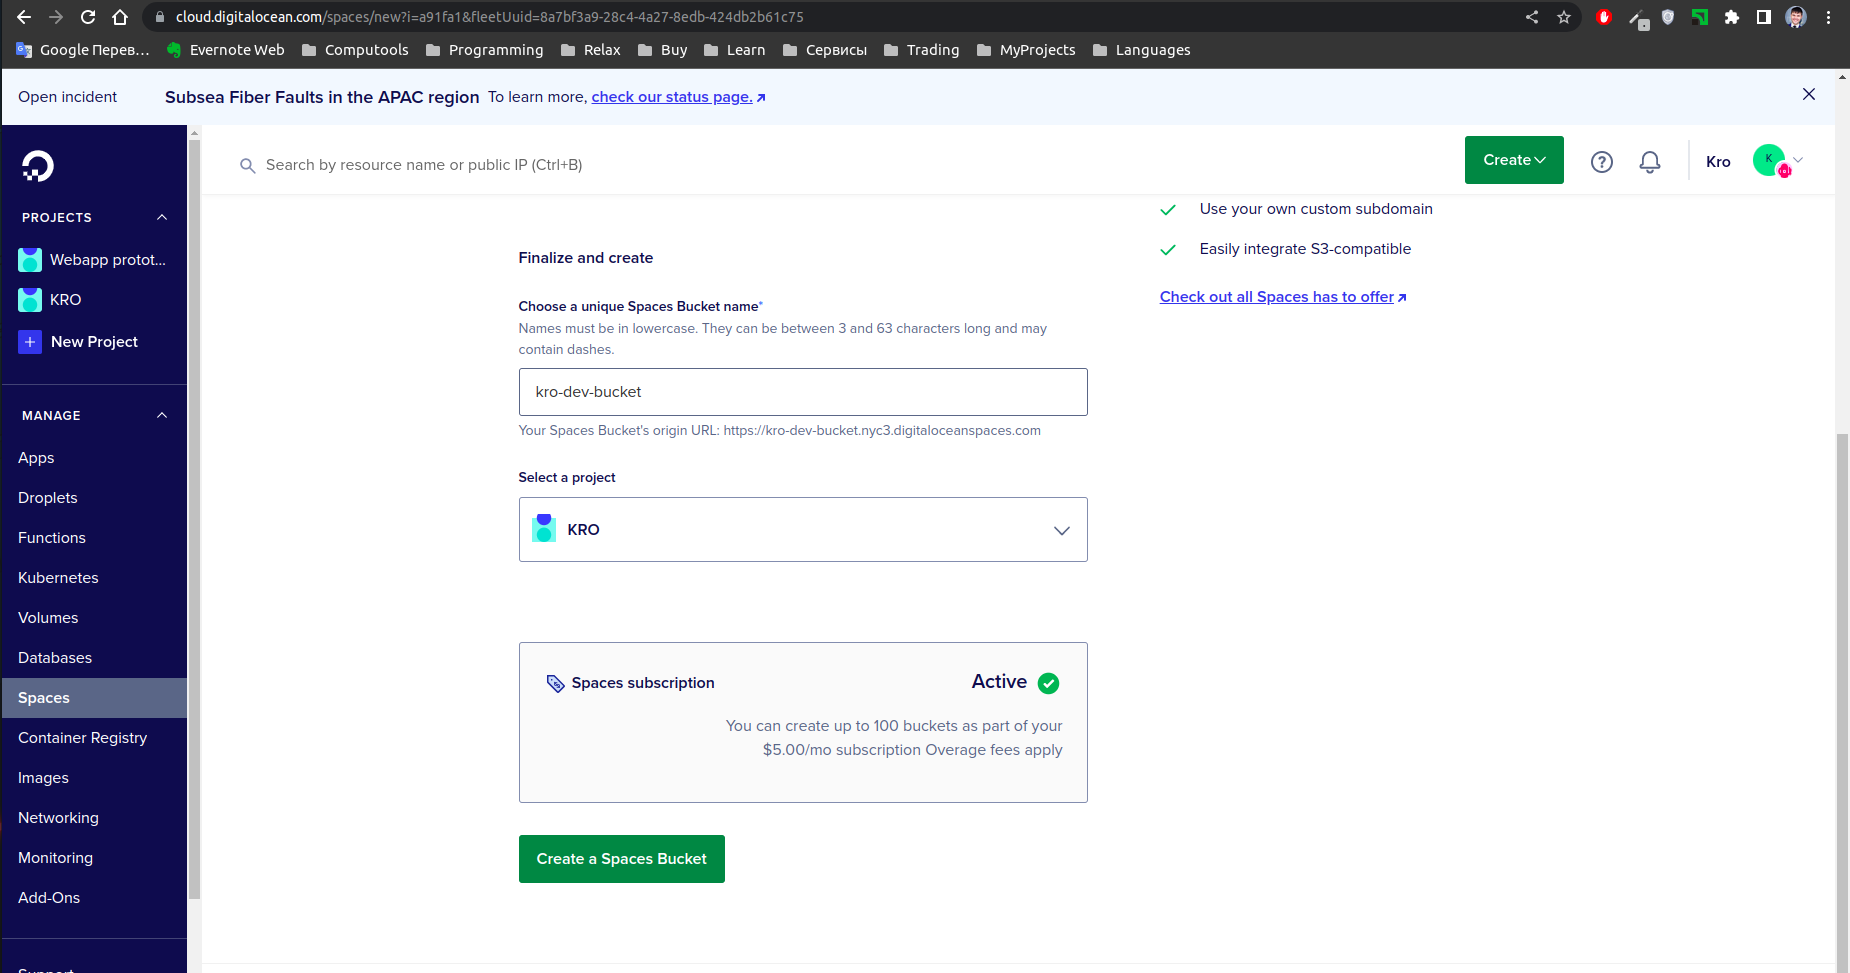 cloud.digitalocean.com/spaces/new?i=a91fa1&fleetUuid=8a7bf3a9-28c4-4a27-8edb-424db2b61c75
Google Перев... Evernote Web Computools Programming Relax Buy Learn Сервисы Trading MyProjects Languages
Open incident Subsea Fiber Faults in the APAC region To learn more, check our status page.
Search by resource name or public IP (Ctrl+B) Create Kro K
PROJECTS
Webapp protot...
KRO
New Project
MANAGE
Apps
Droplets
Functions
Kubernetes
Volumes
Databases
Spaces
Container Registry
Images
Networking
Monitoring
Add-Ons
Support
Finalize and create
Choose a unique Spaces Bucket name*
Names must be in lowercase. They can be between 3 and 63 characters long and may
contain dashes.
kro-dev-bucket
Your Spaces Bucket's origin URL: https://kro-dev-bucket.nyc3.digitaloceanspaces.com
Select a project
KRO
Spaces subscription Active
You can create up to 100 buckets as part of your
$5.00/mo subscription Overage fees apply
Create a Spaces Bucket
Use your own custom subdomain
Easily integrate S3-compatible
Check out all Spaces has to offer